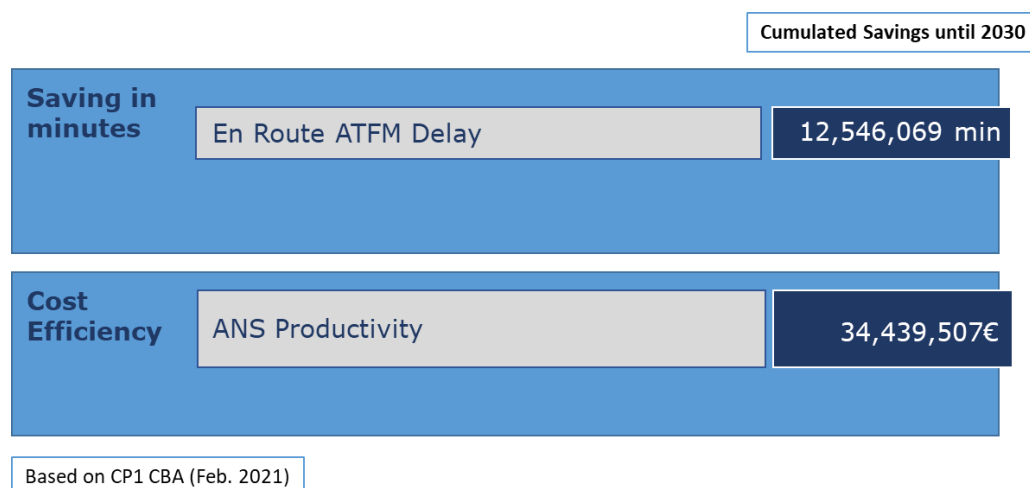 Cumulated Savings until 2030
Saving in
minutes
En Route ATFM Delay
12,546,069 min
Cost
Efficiency
ANS Productivity
34,439,507€
Based on CP1 CBA (Feb. 2021)